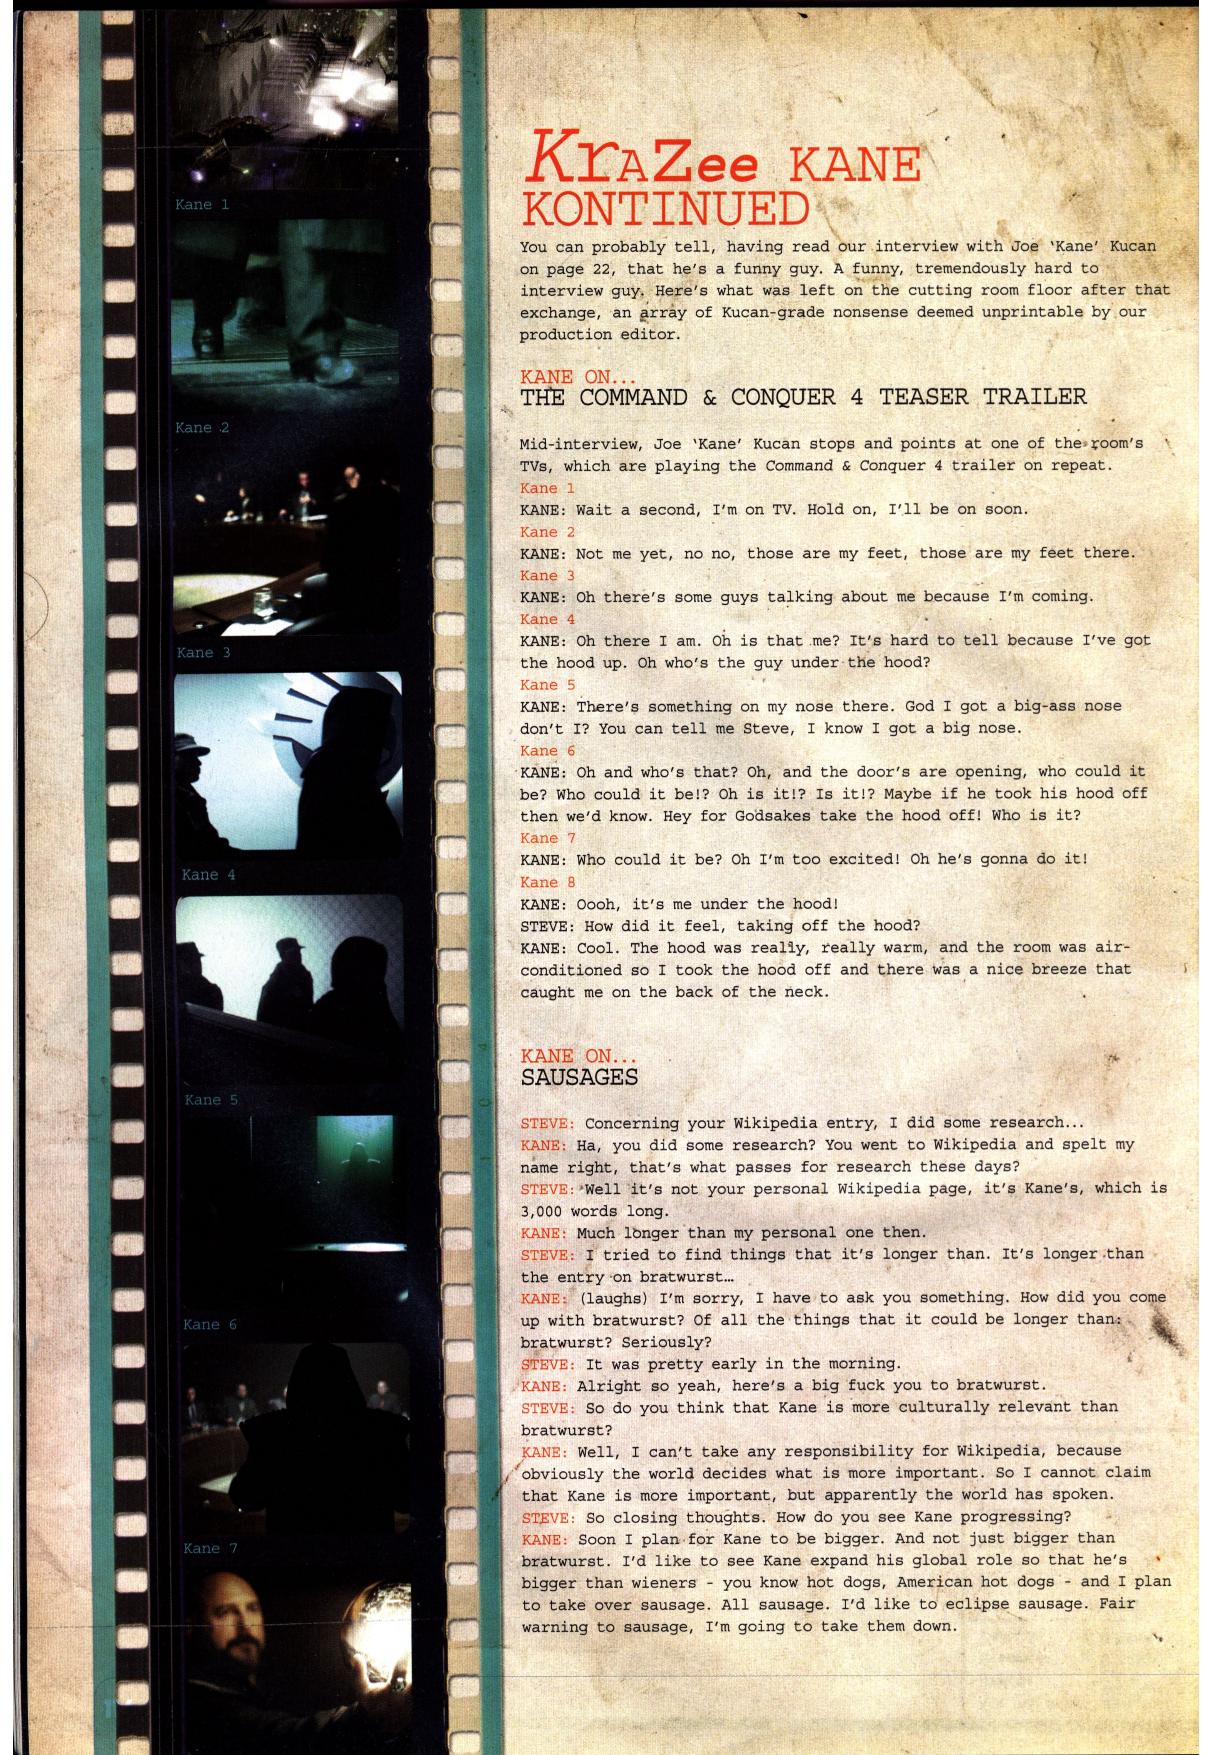 Kane 1
Kane 2
Kane 3
Kane 4
Kane 5
Kane 6
Kane 7
KrAZee KANE
KONTINUED
You can probably tell, having read our interview with Joe ‘Kane’ Kucan
on page 22, that he’s a funny guy. A funny, tremendously hard to
interview guy. Here’s what was left on the cutting room floor after that
exchange, an array of Kucan-grade nonsense deemed unprintable by our
production editor.
KANE ON...
THE COMMAND & CONQUER 4 TEASER TRAILER
Mid-interview, Joe ‘Kane’ Kucan stops and points at one of the room’s
TVs, which are playing the Command & Conquer 4 trailer on repeat.
Kane 1
KANE: Wait a second, I’m on TV. Hold on, I’ll be on soon.
Kane 2
KANE: Not me yet, no no, those are my feet, those are my feet there.
Kane 3
KANE: Oh there’s some guys talking about me because I’m coming.
Kane 4
KANE: Oh there I am. Oh is that me? It’s hard to tell because I’ve got
the hood up. Oh who’s the guy under the hood?
Kane 5
KANE: There’s something on my nose there. God I got a big-ass nose
don’t I? You can tell me Steve, I know I got a big nose.
Kane 6
KANE: Oh and who’s that? Oh, and the door’s are opening, who could it
be? Who could it be!? Oh is it!? Is it!? Maybe if he took his hood off
then we’d know. Hey for Godsakes take the hood off! Who is it?
Kane 7
KANE: Who could it be? Oh I’m too excited! Oh he’s gonna do it!
Kane 8
KANE: Oooh, it’s me under the hood!
STEVE: How did it feel, taking off the hood?
KANE: Cool. The hood was really, really warm, and the room was air-
conditioned so I took the hood off and there was a nice breeze that
caught me on the back of the neck.
KANE ON...
SAUSAGES
STEVE: Concerning your Wikipedia entry, I did some research...
KANE: Ha, you did some research? You went to Wikipedia and spelt my
name right, that’s what passes for research these days?
STEVE: Well it’s not your personal Wikipedia page, it’s Kane’s, which is
3,000 words long.
KANE: Much longer than my personal one then.
STEVE: I tried to find things that it’s longer than. It’s longer than
the entry on bratwurst…
KANE: (laughs) I’m sorry, I have to ask you something. How did you come
up with bratwurst? Of all the things that it could be longer than:
bratwurst? Seriously?
STEVE: It was pretty early in the morning.
KANE: Alright so yeah, here’s a big fuck you to bratwurst.
STEVE: So do you think that Kane is more culturally relevant than
bratwurst?
KANE: Well, I can’t take any responsibility for Wikipedia, because
obviously the world decides what is more important. So I cannot claim
that Kane is more important, but apparently the world has spoken.
STEVE: So closing thoughts. How do you see Kane progressing?
KANE: Soon I plan for Kane to be bigger. And not just bigger than
bratwurst. I’d like to see Kane expand his global role so that he’s
bigger than wieners - you know hot dogs, American hot dogs - and I plan
to take over sausage. All sausage. I’d like to eclipse sausage. Fair
warning to sausage, I’m going to take them down.